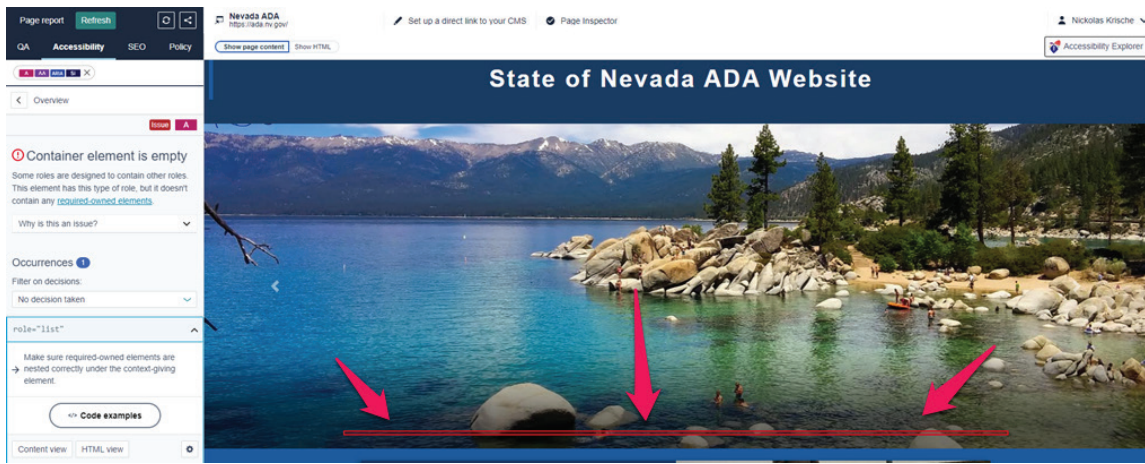 Page report Refresh
QA Accessibility SEO Policy
A AA ARIA
Overview
Issue A
Container element is empty
Some roles are designed to contain other roles.
This element has this type of role, but it doesn't
contain any required-owned elements.
Why is this an issue?
Occurrences 1
Filter on decisions:
No decision taken
role="list"
Make sure required-owned elements are
nested correctly under the context-giving
element.
</> Code examples
Content view HTML view
Nevada ADA
https://ada.nv.gov/
Set up a direct link to your CMS Page Inspector
Nickolas Krische
Show page content Show HTML
Accessibility Explorer
State of Nevada ADA Website